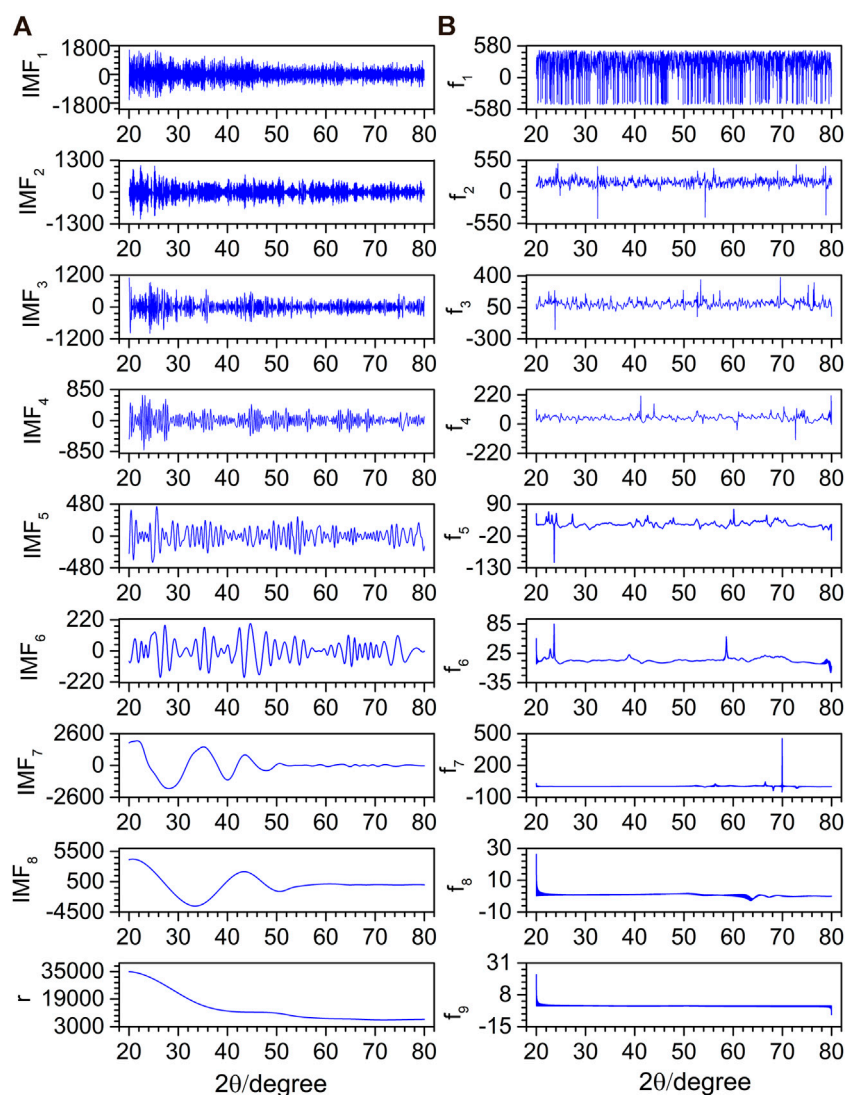 A
B
IMF1
1800
0
-1800
20 30 40 50 60 70 80
f1
580
0
-580
20 30 40 50 60 70 80
IMF2
1300
0
-1300
20 30 40 50 60 70 80
f2
550
0
-550
20 30 40 50 60 70 80
IMF3
1200
0
-1200
20 30 40 50 60 70 80
f3
400
50
-300
20 30 40 50 60 70 80
IMF4
850
0
-850
20 30 40 50 60 70 80
f4
220
0
-220
20 30 40 50 60 70 80
IMF5
480
0
-480
20 30 40 50 60 70 80
f5
90
-20
-130
20 30 40 50 60 70 80
IMF6
220
0
-220
20 30 40 50 60 70 80
f6
85
25
-35
20 30 40 50 60 70 80
IMF7
2600
0
-2600
20 30 40 50 60 70 80
f7
500
200
-100
20 30 40 50 60 70 80
IMF8
5500
500
-4500
20 30 40 50 60 70 80
f8
30
10
-10
20 30 40 50 60 70 80
r
35000
19000
3000
20 30 40 50 60 70 80
2θ/degree
f9
31
8
-15
20 30 40 50 60 70 80
2θ/degree